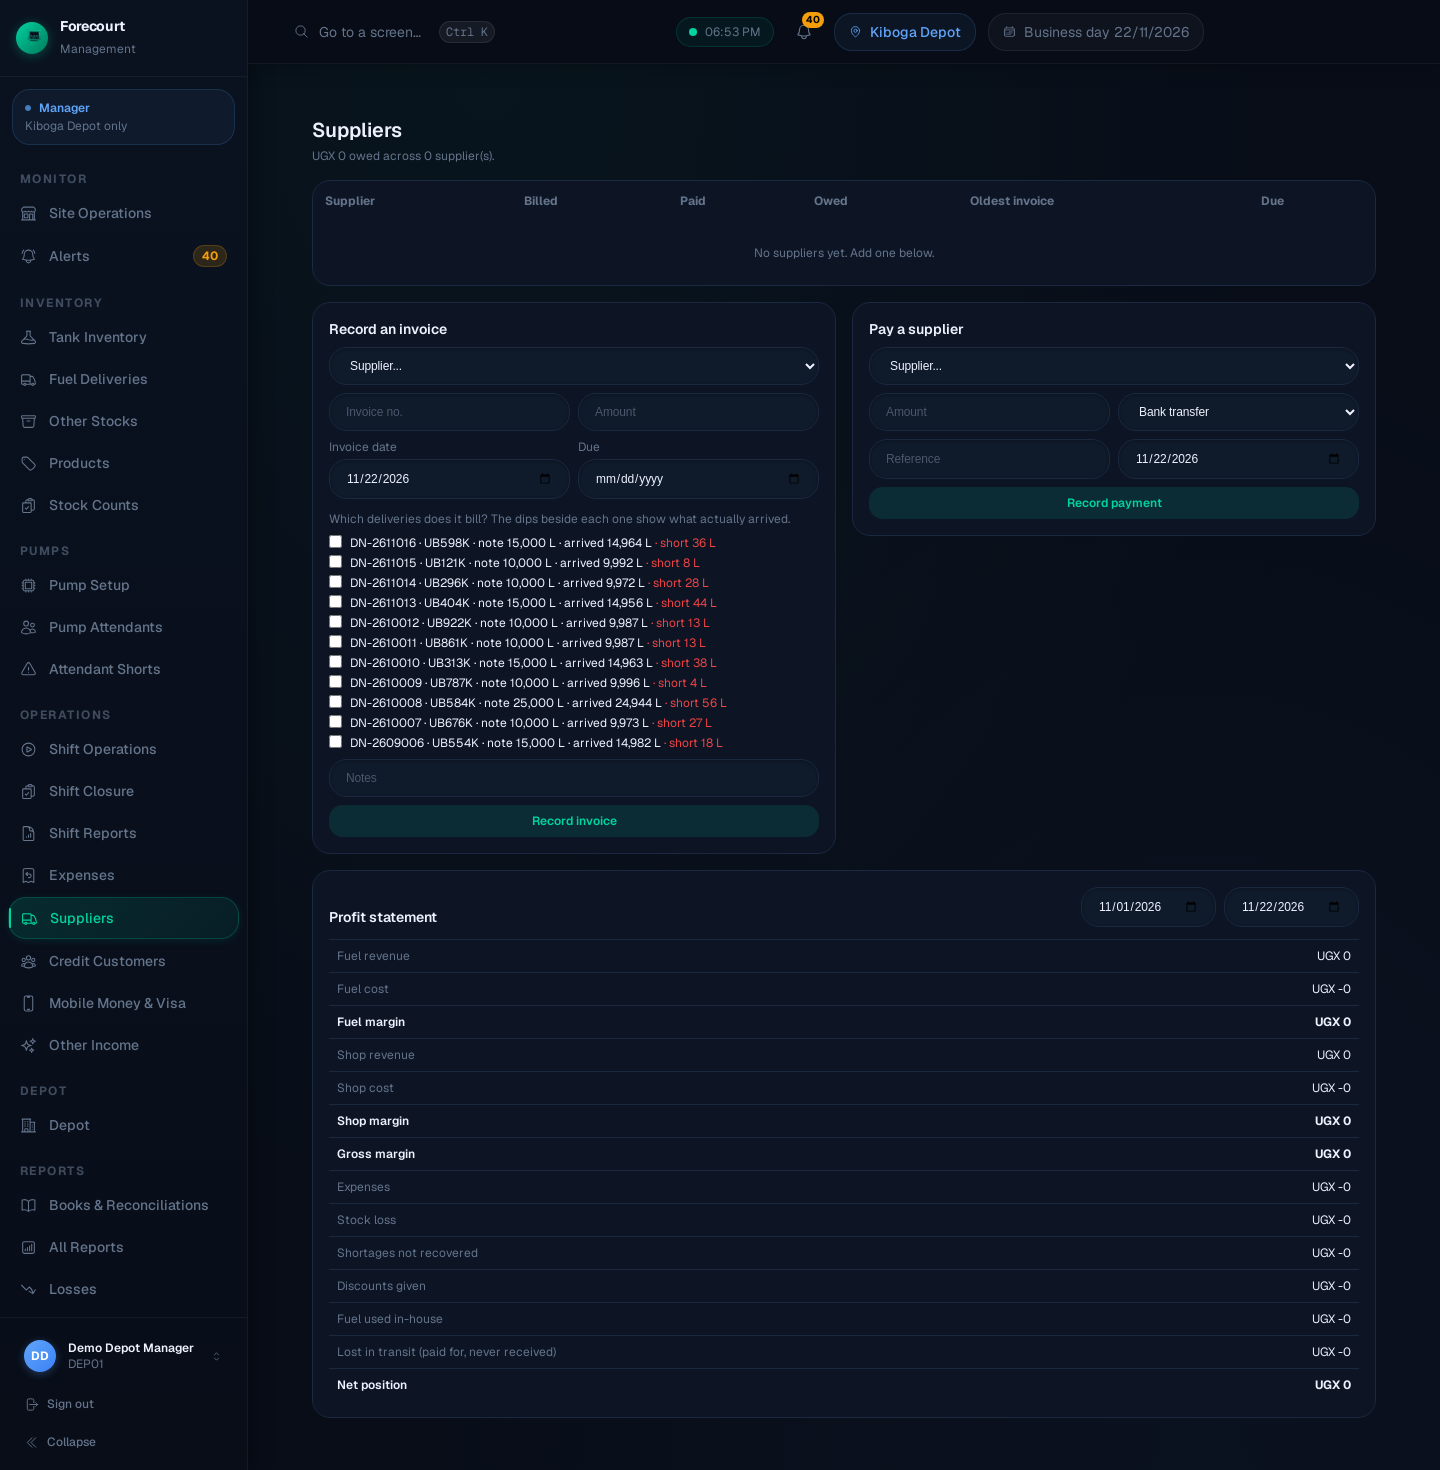 Forecourt
Management
Go to a screen...
Ctrl K
06:53 PM
40
Kiboga Depot
Business day 22/11/2026
Manager
Kiboga Depot only
MONITOR
Site Operations
Alerts
40
INVENTORY
Tank Inventory
Fuel Deliveries
Other Stocks
Products
Stock Counts
PUMPS
Pump Setup
Pump Attendants
Attendant Shorts
OPERATIONS
Shift Operations
Shift Closure
Shift Reports
Expenses
Suppliers
Credit Customers
Mobile Money & Visa
Other Income
DEPOT
Depot
REPORTS
Books & Reconciliations
All Reports
Losses
DD
Demo Depot Manager
DEP01
Sign out
Collapse
Suppliers
UGX 0 owed across 0 supplier(s).
Supplier Billed Paid Owed Oldest invoice Due
No suppliers yet. Add one below.
Record an invoice
Supplier...
Invoice no. Amount
Invoice date Due
11/22/2026 mm/dd/yyyy
Which deliveries does it bill? The dips beside each one show what actually arrived.
DN-2611016 · UB598K · note 15,000 L · arrived 14,964 L · short 36 L
DN-2611015 · UB121K · note 10,000 L · arrived 9,992 L · short 8 L
DN-2611014 · UB296K · note 10,000 L · arrived 9,972 L · short 28 L
DN-2611013 · UB404K · note 15,000 L · arrived 14,956 L · short 44 L
DN-2610012 · UB922K · note 10,000 L · arrived 9,987 L · short 13 L
DN-2610011 · UB861K · note 10,000 L · arrived 9,987 L · short 13 L
DN-2610010 · UB313K · note 15,000 L · arrived 14,963 L · short 38 L
DN-2610009 · UB787K · note 10,000 L · arrived 9,996 L · short 4 L
DN-2610008 · UB584K · note 25,000 L · arrived 24,944 L · short 56 L
DN-2610007 · UB676K · note 10,000 L · arrived 9,973 L · short 27 L
DN-2609006 · UB554K · note 15,000 L · arrived 14,982 L · short 18 L
Notes
Record invoice
Pay a supplier
Supplier...
Amount Bank transfer
Reference 11/22/2026
Record payment
Profit statement 11/01/2026 11/22/2026
Fuel revenue UGX 0
Fuel cost UGX -0
Fuel margin UGX 0
Shop revenue UGX 0
Shop cost UGX -0
Shop margin UGX 0
Gross margin UGX 0
Expenses UGX -0
Stock loss UGX -0
Shortages not recovered UGX -0
Discounts given UGX -0
Fuel used in-house UGX -0
Lost in transit (paid for, never received) UGX -0
Net position UGX 0